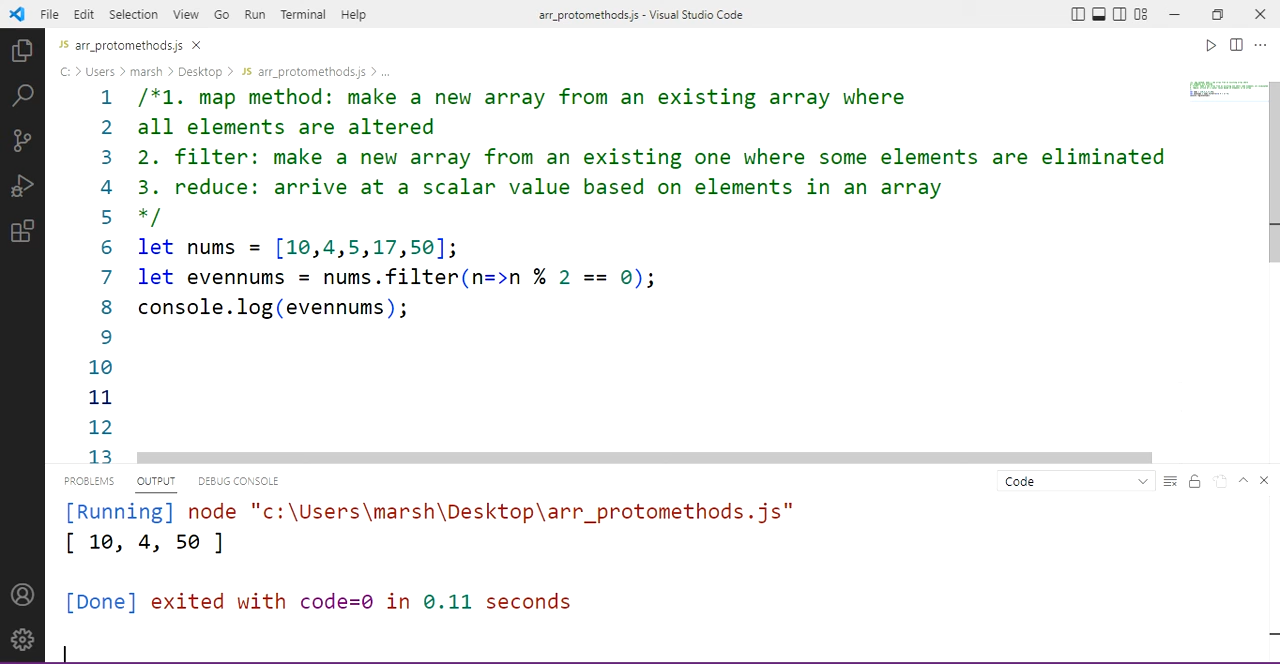 File Edit Selection View Go Run Terminal Help arr_protomethods.js - Visual Studio Code
JS arr_protomethods.js
C: > Users > marsh > Desktop > JS arr_protomethods.js > ...
1 /*1. map method: make a new array from an existing array where
2 all elements are altered
3 2. filter: make a new array from an existing one where some elements are eliminated
4 3. reduce: arrive at a scalar value based on elements in an array
5 */
6 let nums = [10,4,5,17,50];
7 let evennums = nums.filter(n=>n % 2 == 0);
8 console.log(evennums);
9
10
11
12
13
PROBLEMS OUTPUT DEBUG CONSOLE Code
[Running] node "c:\Users\marsh\Desktop\arr_protomethods.js"
[ 10, 4, 50 ]
[Done] exited with code=0 in 0.11 seconds